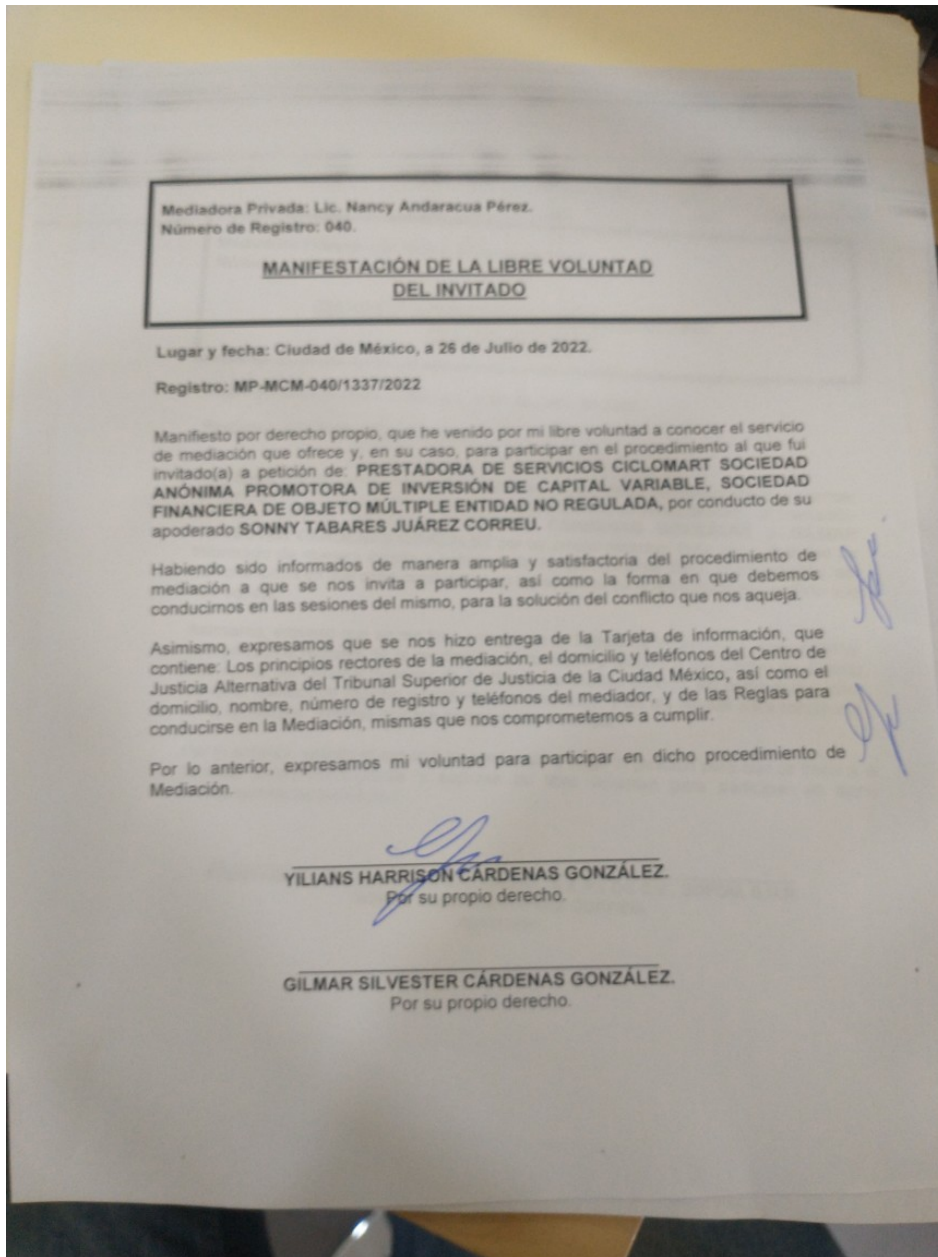 Mediadora Privada: Lic. Nancy Andaracua Pérez.
Número de Registro: 040.
MANIFESTACIÓN DE LA LIBRE VOLUNTAD
DEL INVITADO
Lugar y fecha: Ciudad de México, a 26 de Julio de 2022.
Registro: MP-MCM-040/1337/2022
Manifiesto por derecho propio, que he venido por mi libre voluntad a conocer el servicio
de mediación que ofrece y, en su caso, para participar en el procedimiento al que fui
invitado(a) a petición de: PRESTADORA DE SERVICIOS CICLOMART SOCIEDAD
ANÓNIMA PROMOTORA DE INVERSIÓN DE CAPITAL VARIABLE, SOCIEDAD
FINANCIERA DE OBJETO MÚLTIPLE ENTIDAD NO REGULADA, por conducto de su
apoderado SONNY TABARES JUÁREZ CORREU.
Habiendo sido informados de manera amplia y satisfactoria del procedimiento de
mediación a que se nos invita a participar, así como la forma en que debemos
conducirnos en las sesiones del mismo, para la solución del conflicto que nos aqueja.
Asimismo, expresamos que se nos hizo entrega de la Tarjeta de información, que
contiene: Los principios rectores de la mediación, el domicilio y teléfonos del Centro de
Justicia Alternativa del Tribunal Superior de Justicia de la Ciudad México, así como el
domicilio, nombre, número de registro y teléfonos del mediador, y de las Reglas para
conducirse en la Mediación, mismas que nos comprometemos a cumplir.
Por lo anterior, expresamos mi voluntad para participar en dicho procedimiento de
Mediación.
YILIANS HARRISON CÁRDENAS GONZÁLEZ.
Por su propio derecho.
GILMAR SILVESTER CÁRDENAS GONZÁLEZ.
Por su propio derecho.